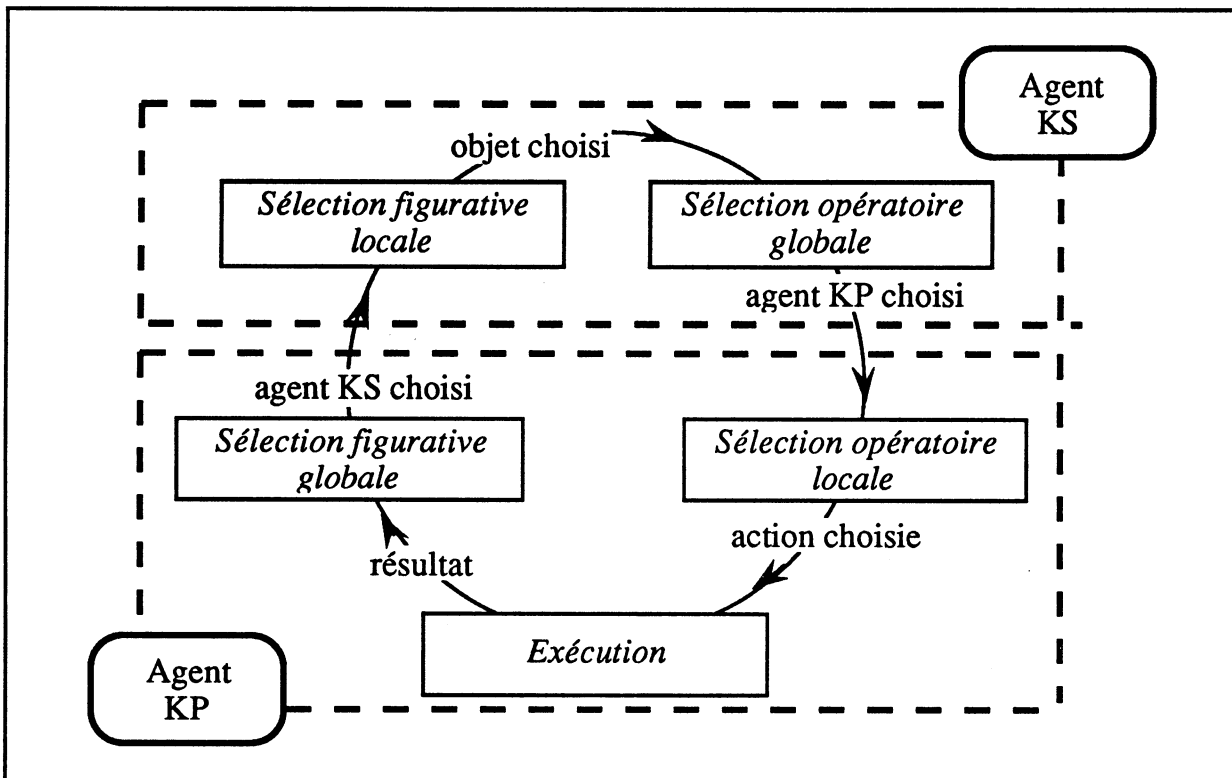 Agent
KS
objet choisi
Sélection figurative
locale
Sélection opératoire
globale
agent KP choisi
agent KS choisi
Sélection figurative
globale
Sélection opératoire
locale
action choisie
résultat
Exécution
Agent
KP